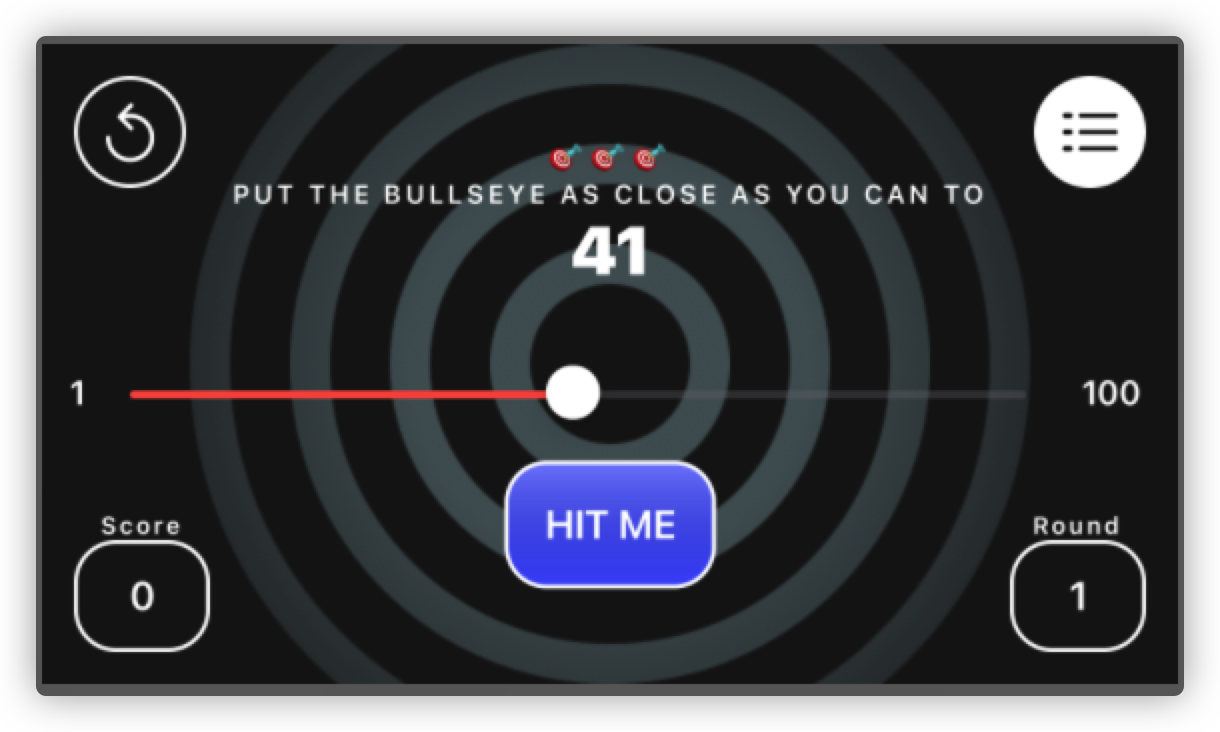 🎯🎯🎯
PUT THE BULLSEYE AS CLOSE AS YOU CAN TO
41
1
100
HIT ME
Score
Round
0
1